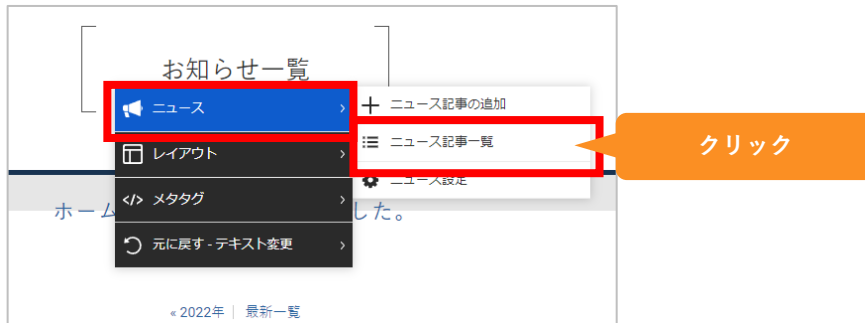 お知らせ一覧
ニュース
ニュース記事の追加
ニュース記事一覧
クリック
レイアウト
ニュース設定
</> メタタグ
ホーム
した。
元に戻す - テキスト変更
« 2022年 | 最新一覧